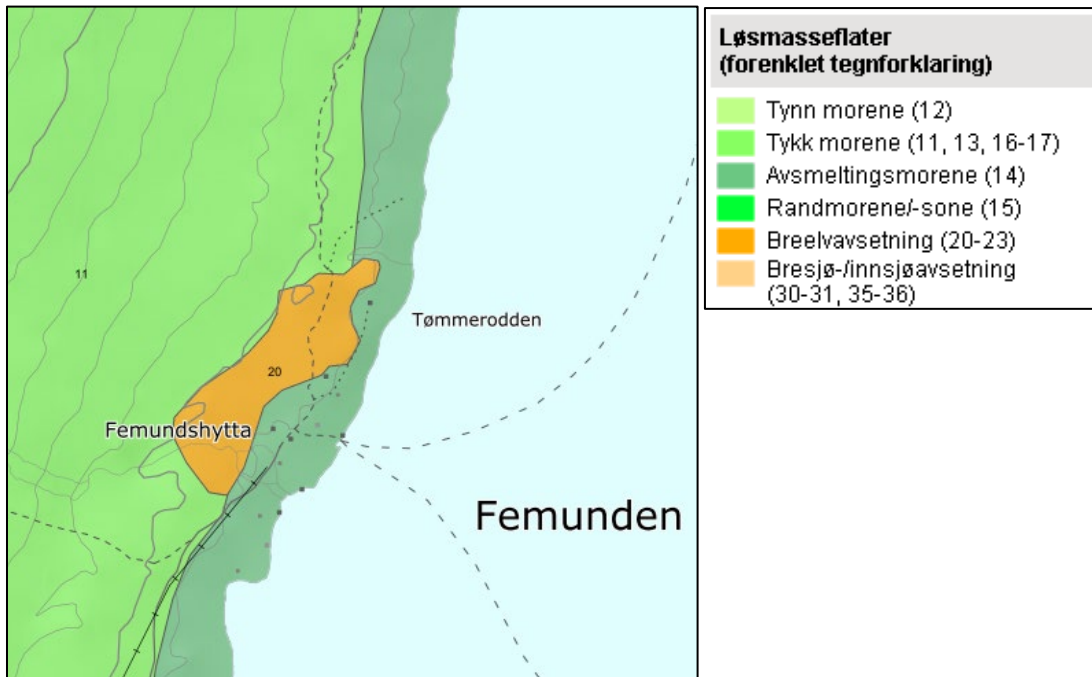 11
Tømmerodden
20
Femundshytta
Femunden
Løsmasseflater
(forenklet tegnforklaring)
Tynn morene (12)
Tykk morene (11, 13, 16-17)
Avsmeltingsmorene (14)
Randmorene/-sone (15)
Breelvavsetning (20-23)
Bresjø-/innsjøavsetning
(30-31, 35-36)